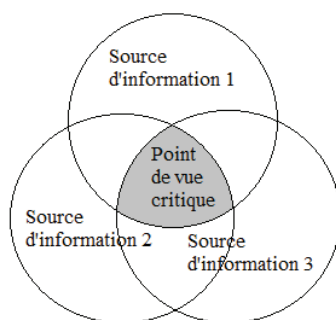 Source
d'information 1
Point
de vue
critique
Source
d'information 2
Source
d'information 3